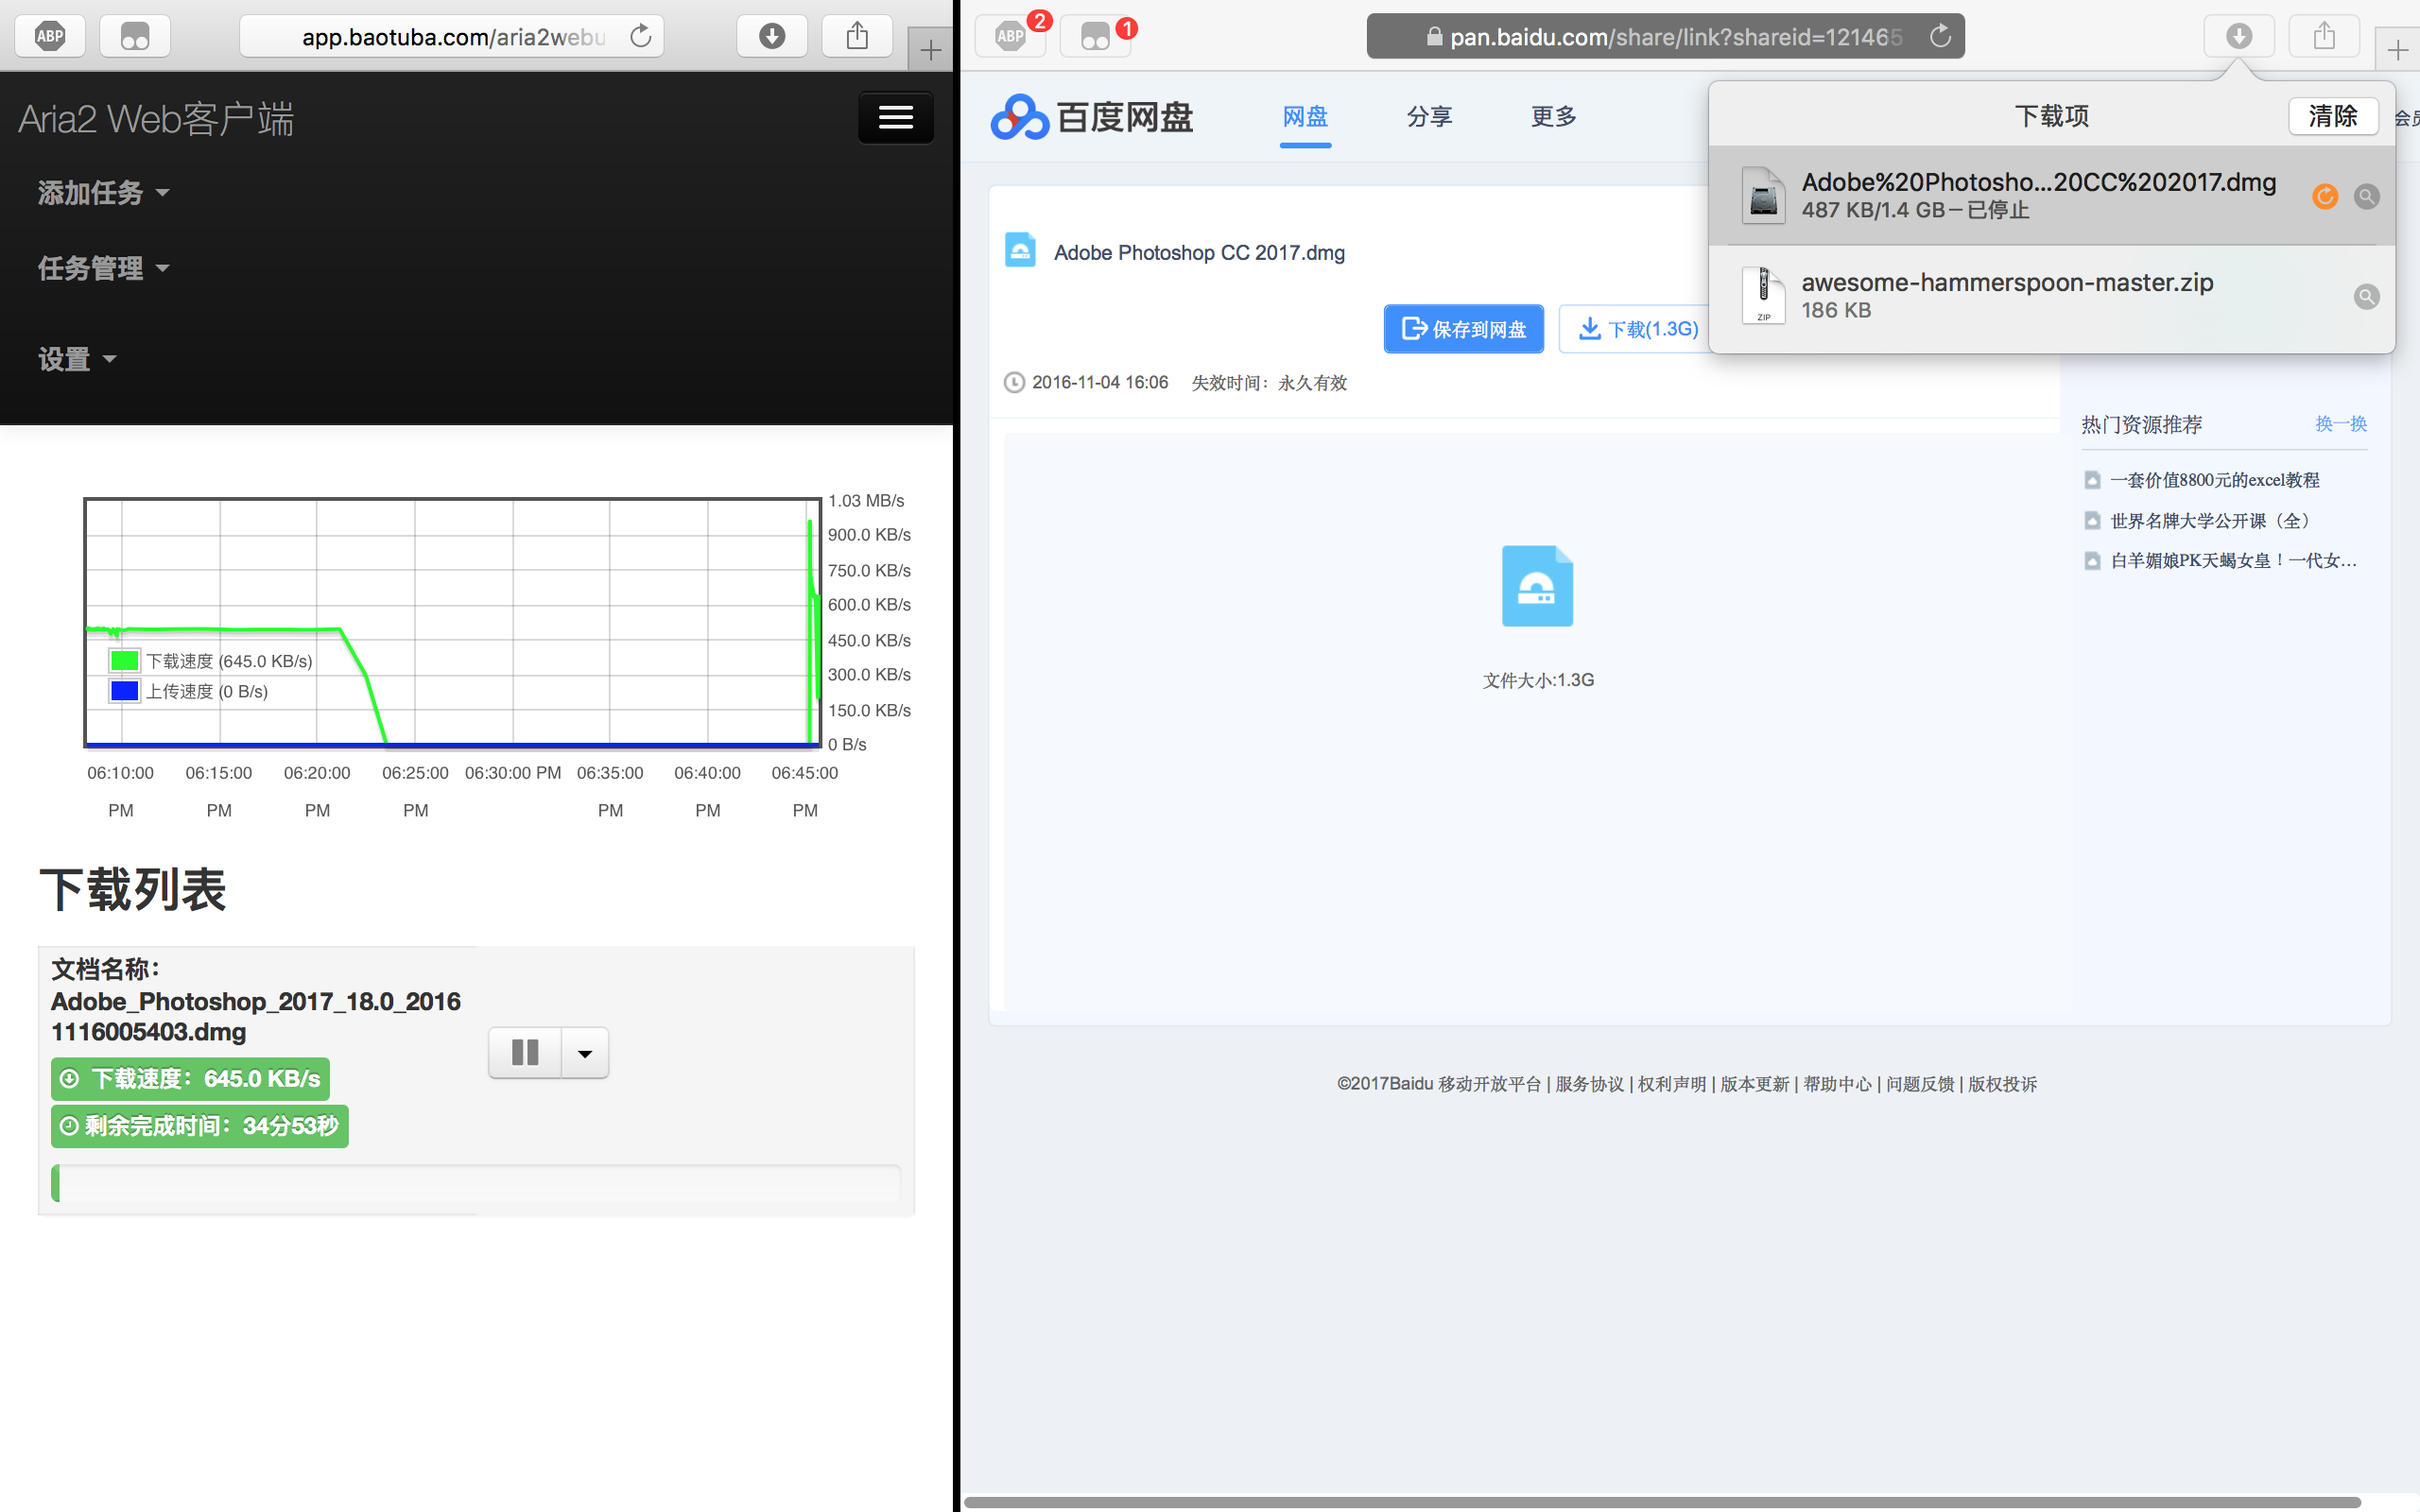 ABP
app.baotuba.com/aria2webu
Aria2 Web客户端
添加任务
任务管理
设置
1.03 MB/s
900.0 KB/s
750.0 KB/s
600.0 KB/s
450.0 KB/s
300.0 KB/s
150.0 KB/s
0 B/s
下载速度 (645.0 KB/s)
上传速度 (0 B/s)
06:10:00 PM
06:15:00 PM
06:20:00 PM
06:25:00 PM
06:30:00 PM
06:35:00 PM
06:40:00 PM
06:45:00 PM
下载列表
文档名称：
Adobe_Photoshop_2017_18.0_2016
1116005403.dmg
下载速度：645.0 KB/s
剩余完成时间：34分53秒
ABP 2 1
pan.baidu.com/share/link?shareid=121465
百度网盘 网盘 分享 更多
会员
下载项 清除
Adobe%20Photosho...20CC%202017.dmg
487 KB/1.4 GB－已停止
awesome-hammerspoon-master.zip
186 KB
ZIP
Adobe Photoshop CC 2017.dmg
保存到网盘 下载(1.3G)
2016-11-04 16:06 失效时间：永久有效
文件大小:1.3G
热门资源推荐 换一换
一套价值8800元的excel教程
世界名牌大学公开课（全）
白羊媚娘PK天蝎女皇！一代女...
©2017Baidu 移动开放平台 | 服务协议 | 权利声明 | 版本更新 | 帮助中心 | 问题反馈 | 版权投诉